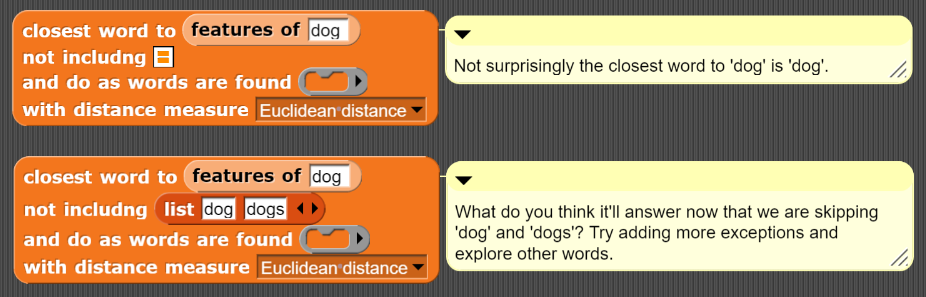 closest word to features of dog
not includng
and do as words are found
with distance measure Euclidean distance
Not surprisingly the closest word to 'dog' is 'dog'.
closest word to features of dog
not includng list dog dogs
and do as words are found
with distance measure Euclidean distance
What do you think it'll answer now that we are skipping
'dog' and 'dogs'? Try adding more exceptions and
explore other words.